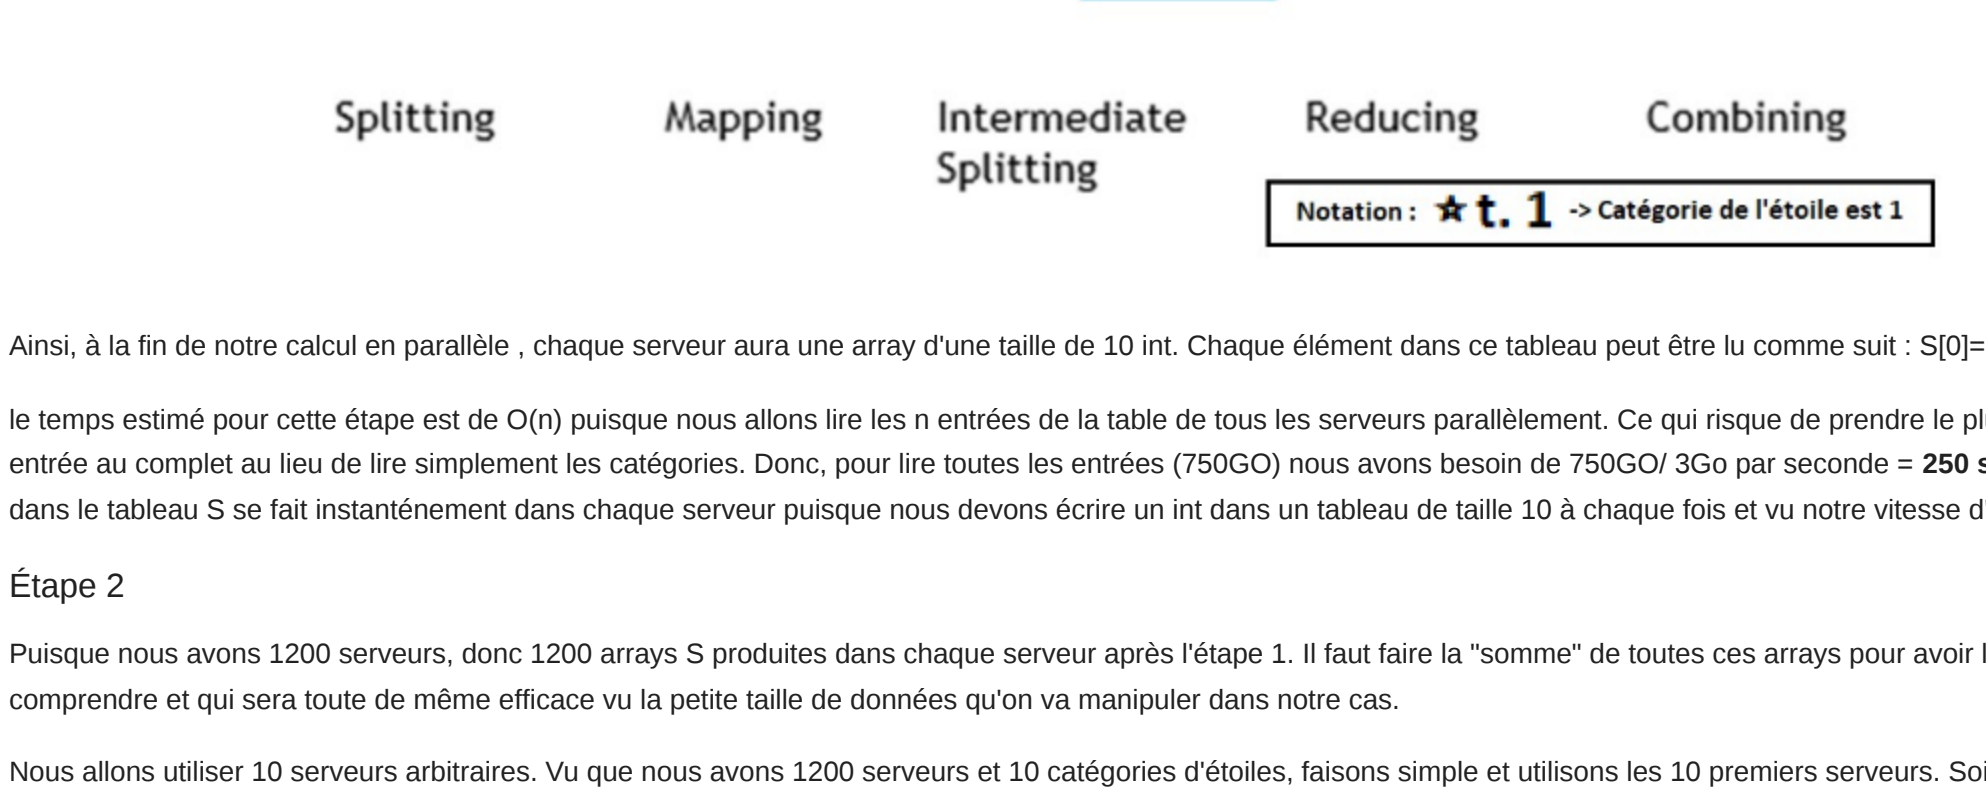 Splitting Mapping Intermediate Reducing Combining
Splitting
Notation : ☆ t. 1 -> Catégorie de l'étoile est 1
Ainsi, à la fin de notre calcul en parallèle , chaque serveur aura une array d'une taille de 10 int. Chaque élément dans ce tableau peut être lu comme suit : S[0]=
le temps estimé pour cette étape est de O(n) puisque nous allons lire les n entrées de la table de tous les serveurs parallèlement. Ce qui risque de prendre le
entrée au complet au lieu de lire simplement les catégories. Donc, pour lire toutes les entrées (750GO) nous avons besoin de 750GO/ 3Go par seconde = 250
dans le tableau S se fait instanténement dans chaque serveur puisque nous devons écrire un int dans un tableau de taille 10 à chaque fois et vu notre vitesse d'
Étape 2
Puisque nous avons 1200 serveurs, donc 1200 arrays S produites dans chaque serveur après l'étape 1. Il faut faire la "somme" de toutes ces arrays pour avoir
comprendre et qui sera toute de même efficace vu la petite taille de données qu'on va manipuler dans notre cas.
Nous allons utiliser 10 serveurs arbitraires. Vu que nous avons 1200 serveurs et 10 catégories d'étoiles, faisons simple et utilisons les 10 premiers serveurs.